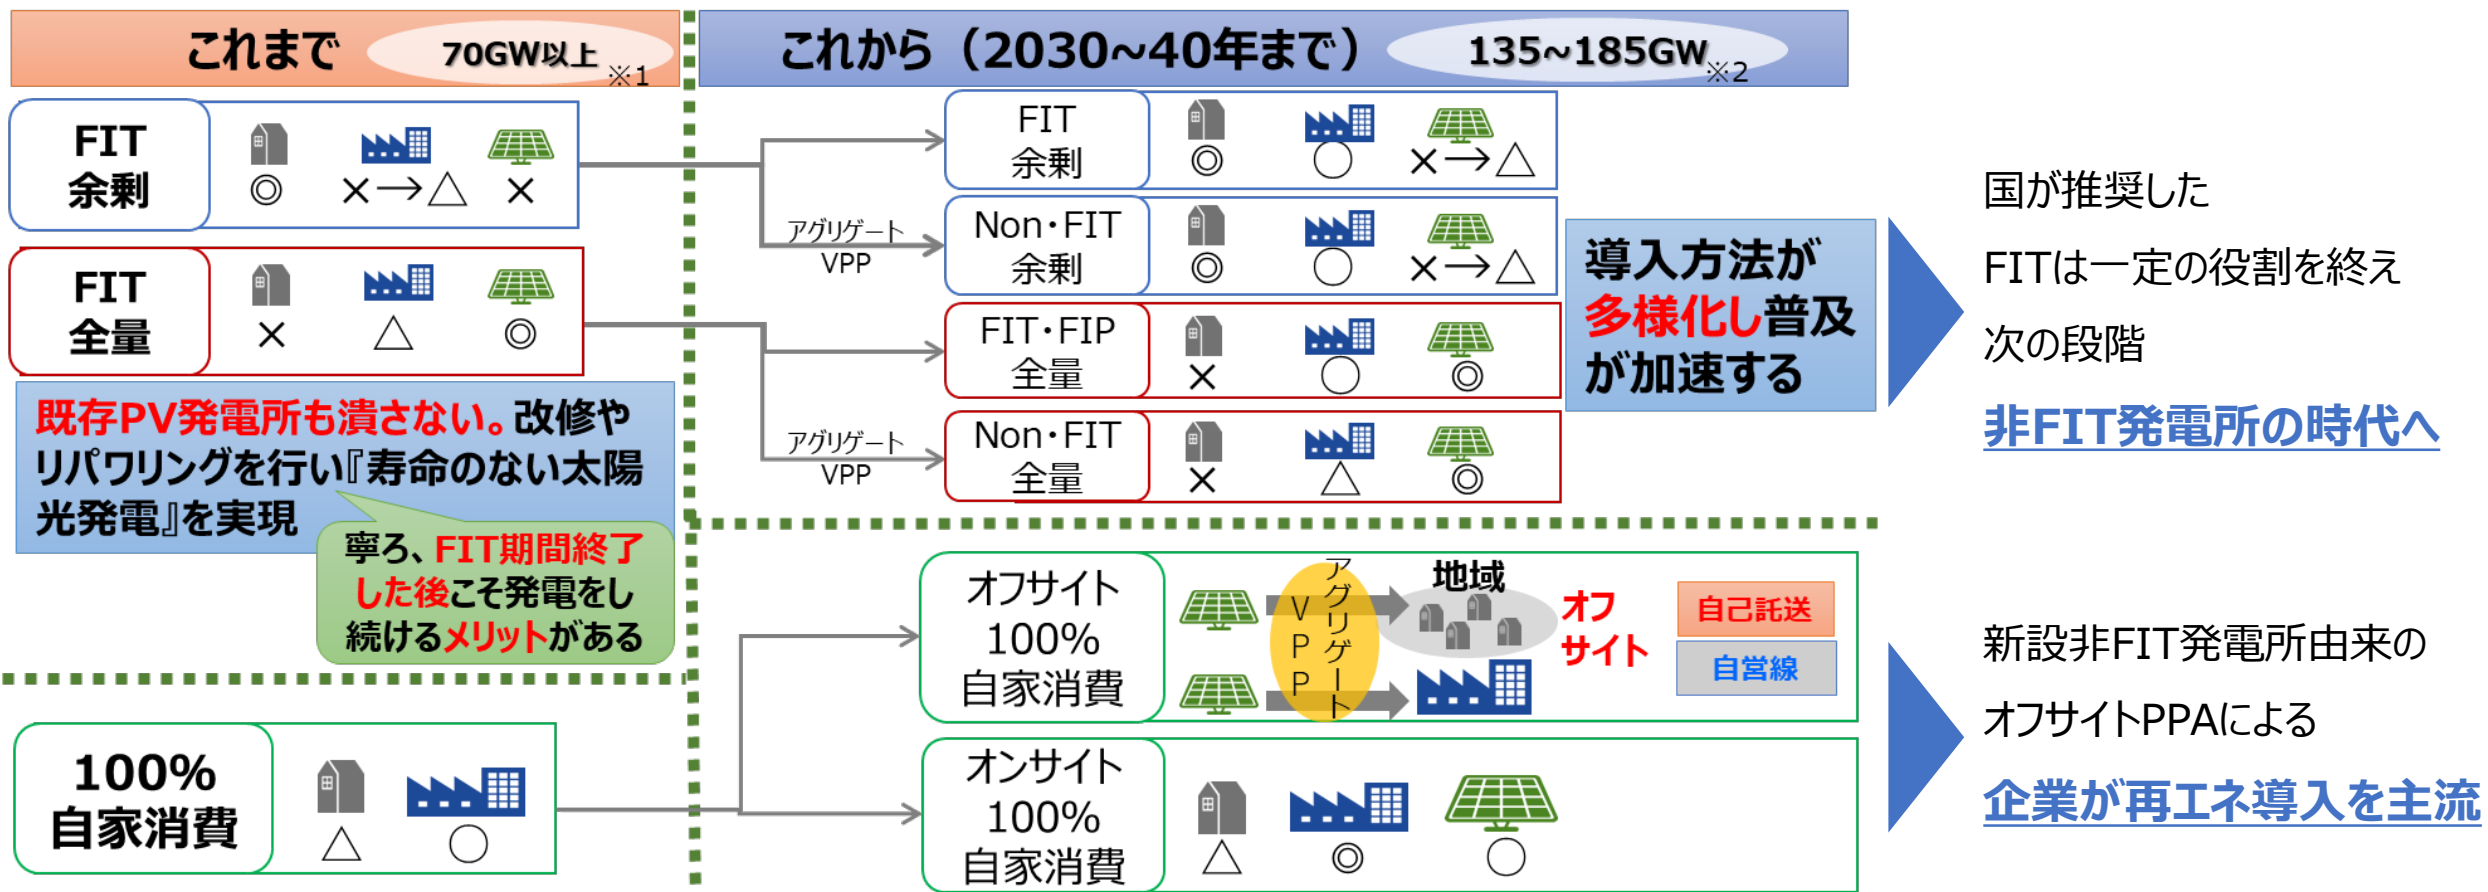 これまで 70GW以上 ※1
FIT
余剰
◎ ×→△ ×
FIT
全量
× △ ◎
既存PV発電所も潰さない。改修や
リパワリングを行い『寿命のない太陽
光発電』を実現
寧ろ、FIT期間終了
した後こそ発電をし
続けるメリットがある
100%
自家消費
△ ○
これから（2030~40年まで） 135~185GW ※2
FIT
余剰
◎ ○ ×→△
アグリゲート
VPP
Non・FIT
余剰
◎ ○ ×→△
FIT・FIP
全量
× ○ ◎
アグリゲート
VPP
Non・FIT
全量
× △ ◎
導入方法が
多様化し普及
が加速する
オフサイト
100%
自家消費
VPP
アグリゲート
地域
オフ
サイト
自己託送
自営線
オンサイト
100%
自家消費
△ ◎ ○
国が推奨した
FITは一定の役割を終え
次の段階
非FIT発電所の時代へ
新設非FIT発電所由来の
オフサイトPPAによる
企業が再エネ導入を主流